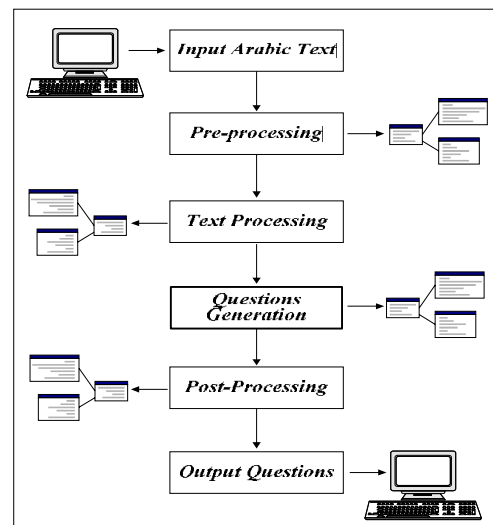 Input Arabic Text
Pre-processing
Text Processing
Questions
Generation
Post-Processing
Output Questions